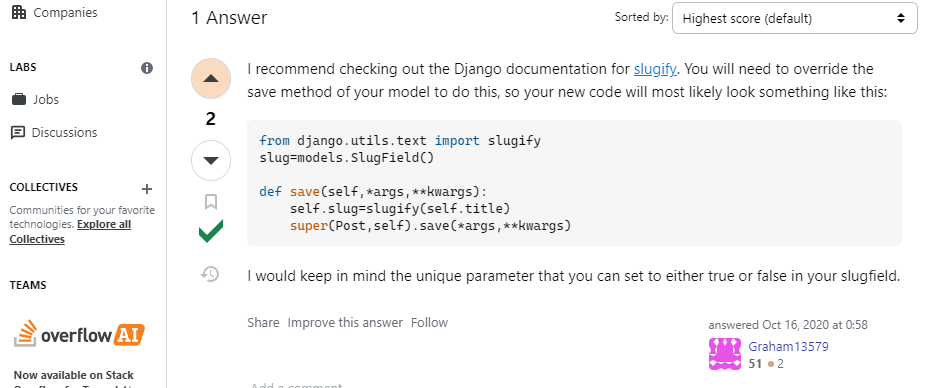 Companies
LABS
Jobs
Discussions
COLLECTIVES
Communities for your favorite
technologies. Explore all
Collectives
TEAMS
overflowAI
Now available on Stack
1 Answer
Sorted by:
Highest score (default)
I recommend checking out the Django documentation for slugify. You will need to override the
save method of your model to do this, so your new code will most likely look something like this:
2
from django.utils.text import slugify
slug=models.SlugField()
def save(self,*args,**kwargs):
    self.slug=slugify(self.title)
    super(Post,self).save(*args,**kwargs)
I would keep in mind the unique parameter that you can set to either true or false in your slugfield.
Share Improve this answer Follow
answered Oct 16, 2020 at 0:58
Graham13579
51 2
Add a comment